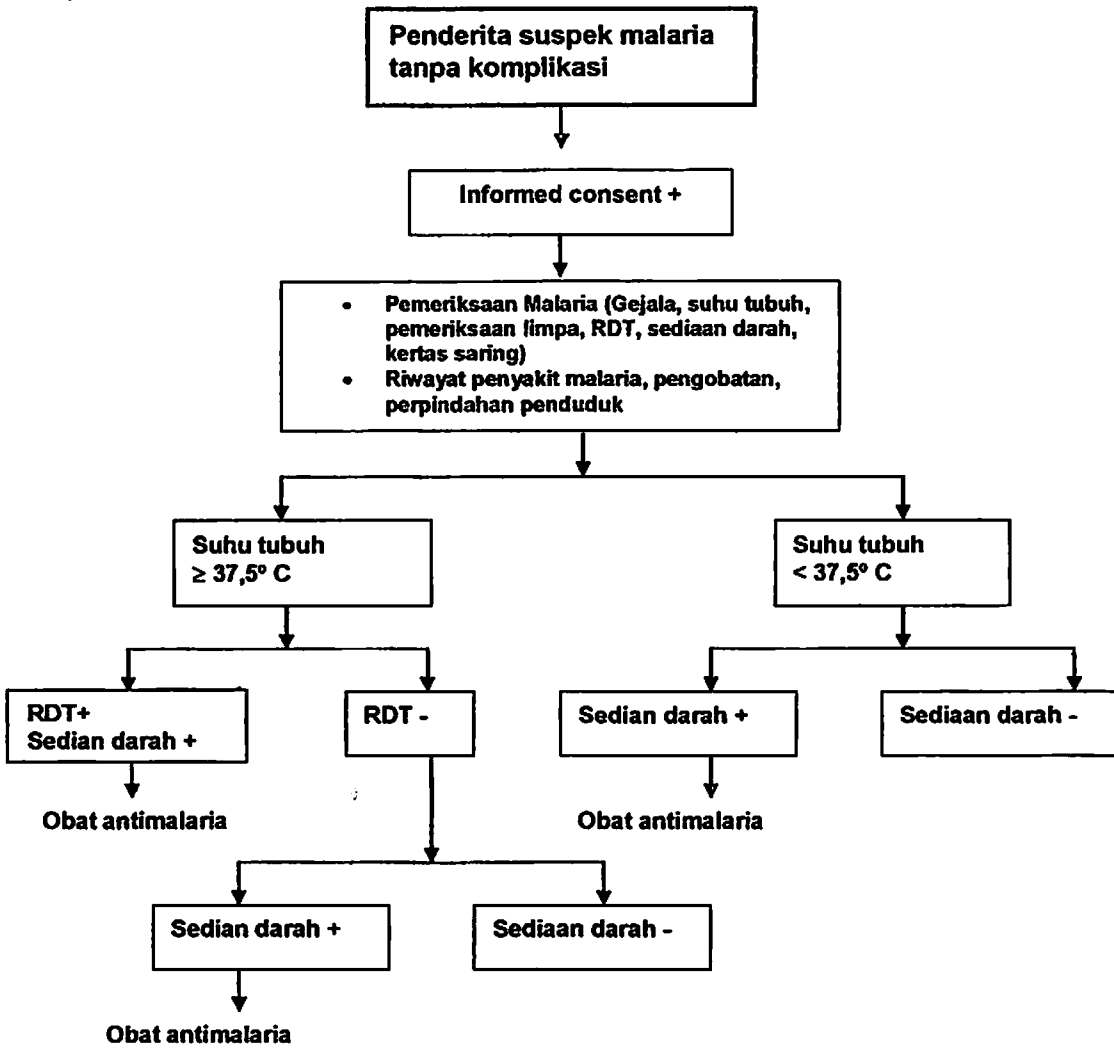 Penderita suspek malaria
tanpa komplikasi
Informed consent +
• Pemeriksaan Malaria (Gejala, suhu tubuh,
pemeriksaan limpa, RDT, sediaan darah,
kertas saring)
• Riwayat penyakit malaria, pengobatan,
perpindahan penduduk
Suhu tubuh
≥ 37,5º C
Suhu tubuh
< 37,5º C
RDT+
Sedian darah +
RDT -
Sedian darah +
Sediaan darah -
Obat antimalaria
Obat antimalaria
Sedian darah +
Sediaan darah -
Obat antimalaria